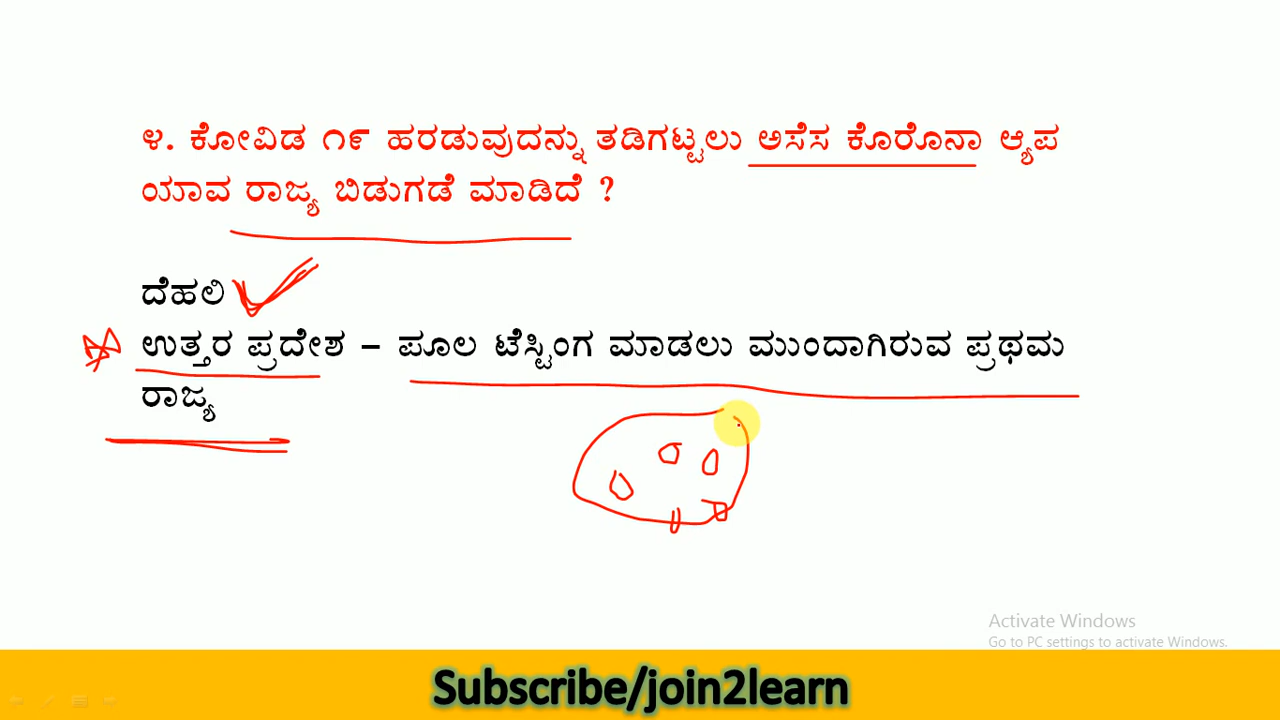 ೪. ಕೋವಿಡ ೧೯ ಹರಡುವುದನ್ನು ತಡಿಗಟ್ಟಲು ಅಸೆಸ ಕೊರೊನಾ ಆ್ಯಪ
ಯಾವ ರಾಜ್ಯ ಬಿಡುಗಡೆ ಮಾಡಿದೆ ?
ದೆಹಲಿ
ಉತ್ತರ ಪ್ರದೇಶ – ಪೂಲ ಟೆಸ್ಟಿಂಗ ಮಾಡಲು ಮುಂದಾಗಿರುವ ಪ್ರಥಮ
ರಾಜ್ಯ
Activate Windows
Go to PC settings to activate Windows.
Subscribe/join2learn